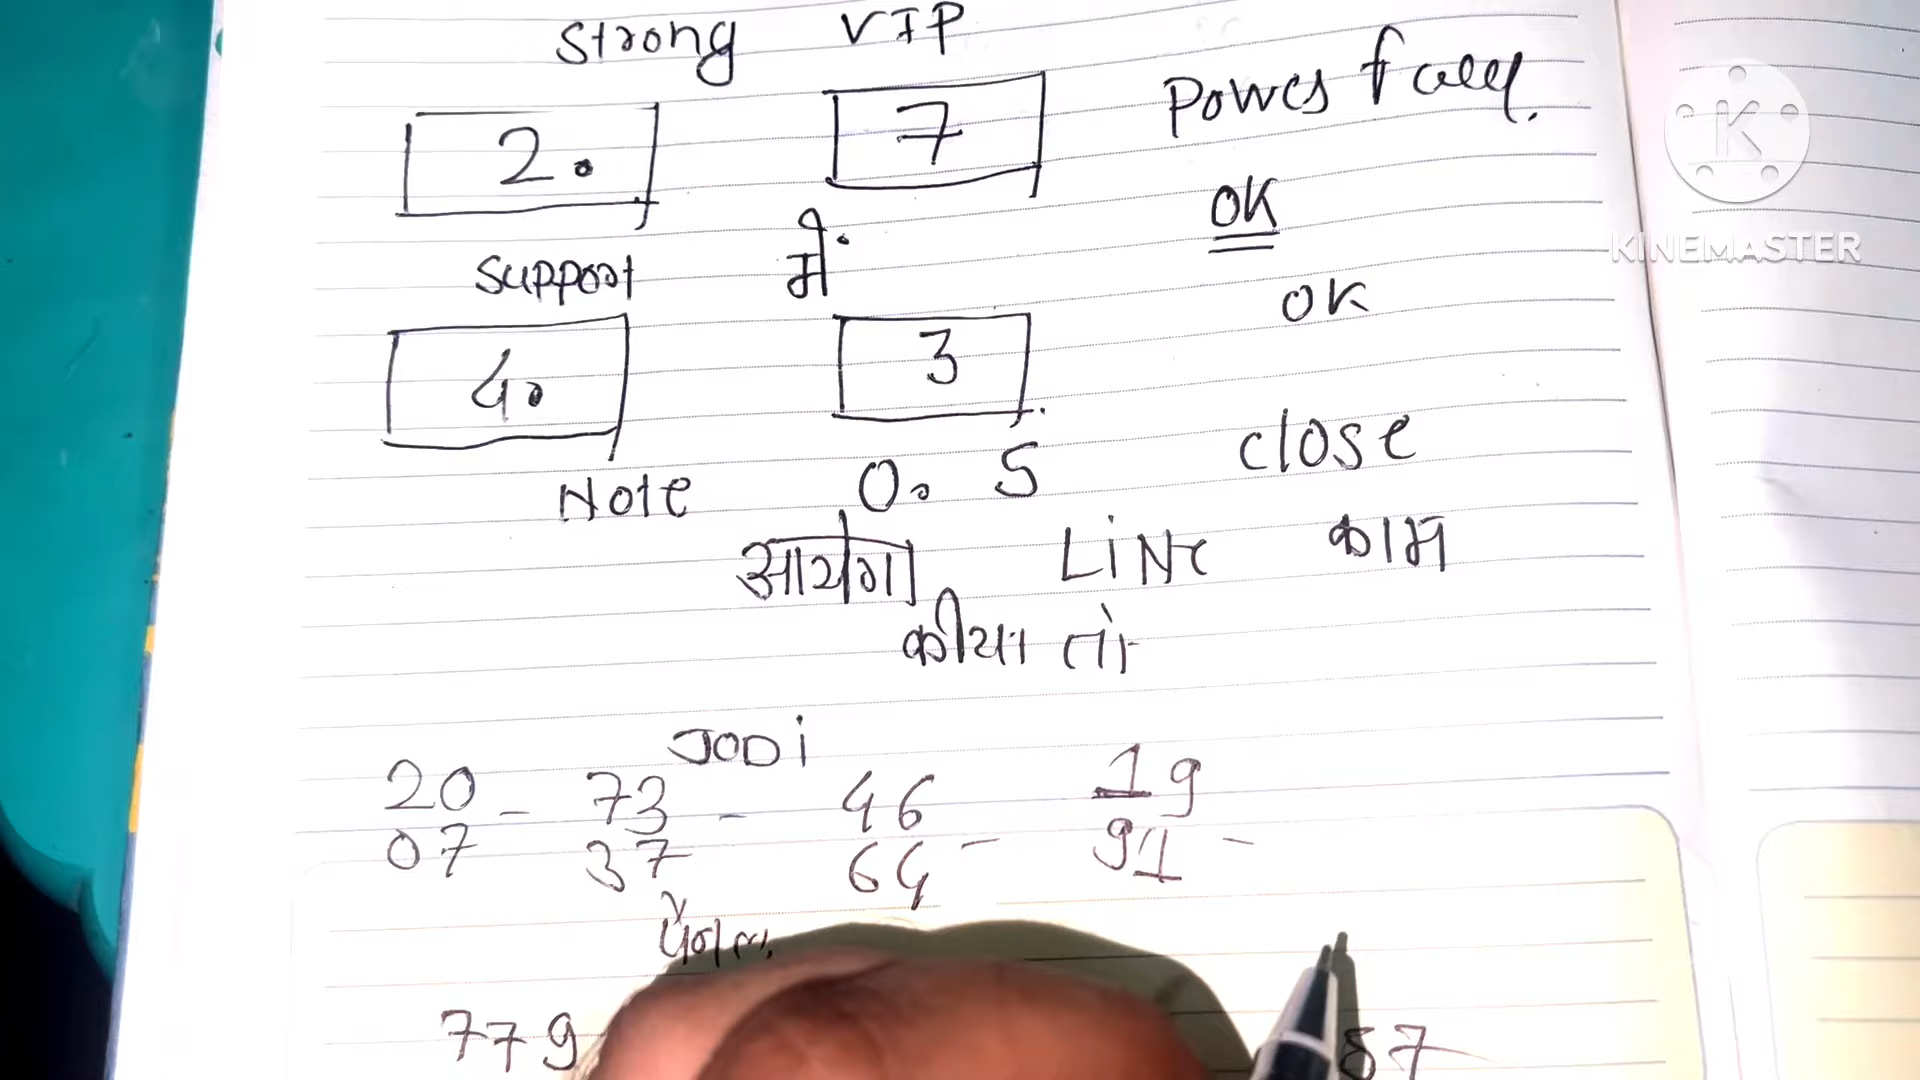 Strong VIP
2. 7 Powes full.
OK
Support में
OK
4. 3
close
Note 0. 5
आयेगा LiNe काम
कीया तो
JODi
20 - 73 - 46 19
07 37 64 - 91 -
पॅनल.
779 87
K
KINEMASTER